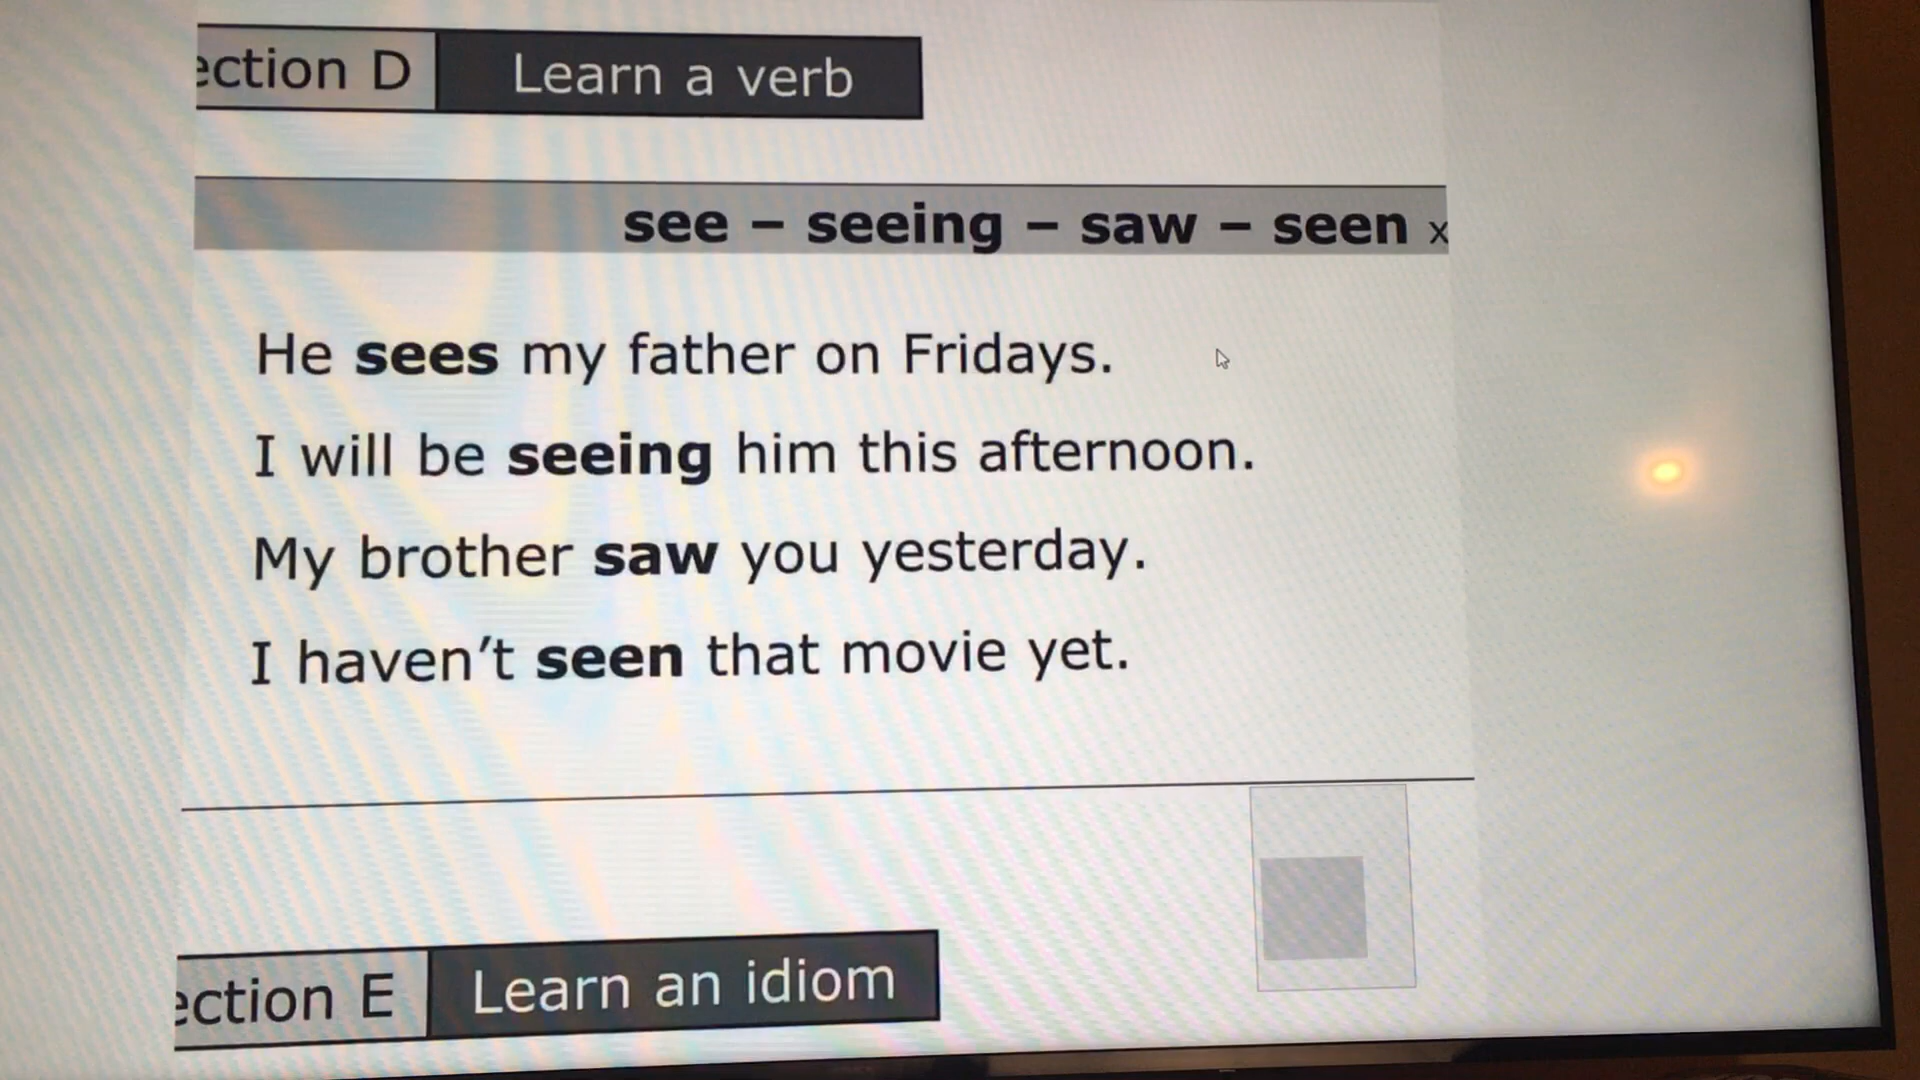 ection D Learn a verb
see – seeing – saw – seen x
He sees my father on Fridays.
I will be seeing him this afternoon.
My brother saw you yesterday.
I haven’t seen that movie yet.
ection E Learn an idiom